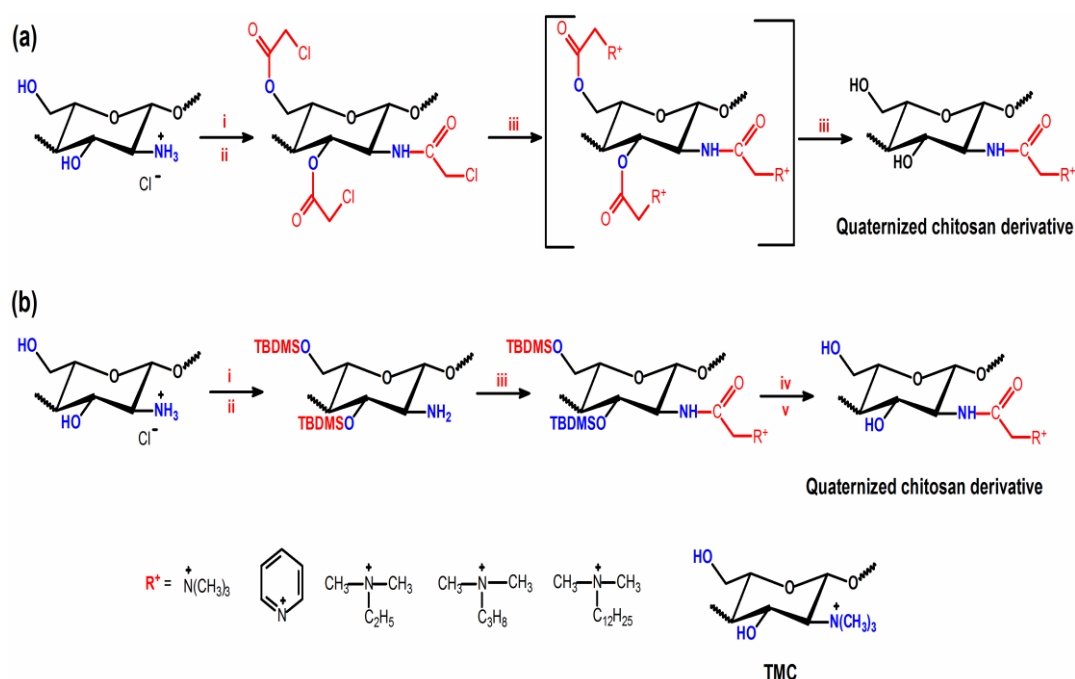 (a)
O
Cl
HO
O
O
NH3
+
HO
Cl -
i
ii
O
O
O
O
NH
C
O
Cl
O
O
Cl
iii
O
R+
O
O
O
NH
C
O
R+
O
O
R+
iii
HO
O
O
HO
NH
C
O
R+
Quaternized chitosan derivative
(b)
HO
O
O
NH3
+
HO
Cl -
i
ii
TBDMSO
O
O
TBDMSO
NH2
iii
TBDMSO
O
O
TBDMSO
NH
C
O
R+
iv
v
HO
O
O
HO
NH
C
O
R+
Quaternized chitosan derivative
R+ = +N(CH3)3
N+
CH3 N+ CH3
C2H5
CH3 N+ CH3
C3H8
CH3 N+ CH3
C12H25
HO
O
O
HO
+N(CH3)3
TMC